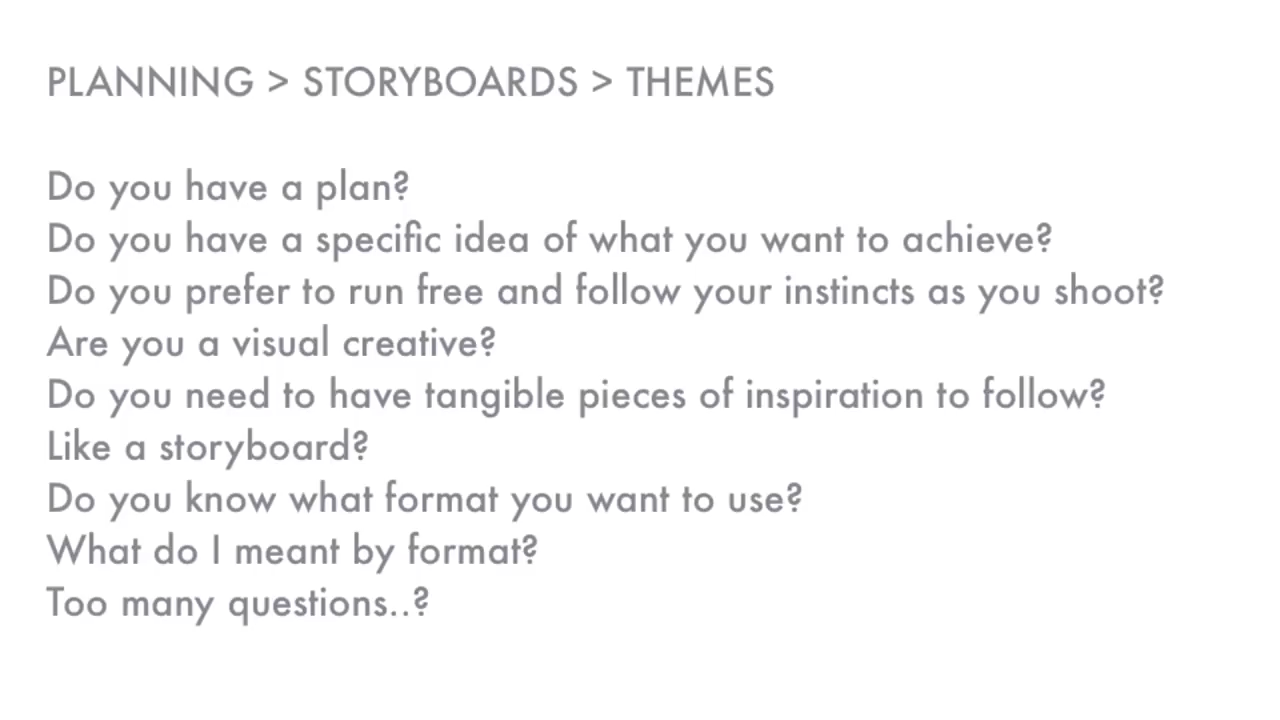 PLANNING > STORYBOARDS > THEMES
Do you have a plan?
Do you have a specific idea of what you want to achieve?
Do you prefer to run free and follow your instincts as you shoot?
Are you a visual creative?
Do you need to have tangible pieces of inspiration to follow?
Like a storyboard?
Do you know what format you want to use?
What do I meant by format?
Too many questions..?